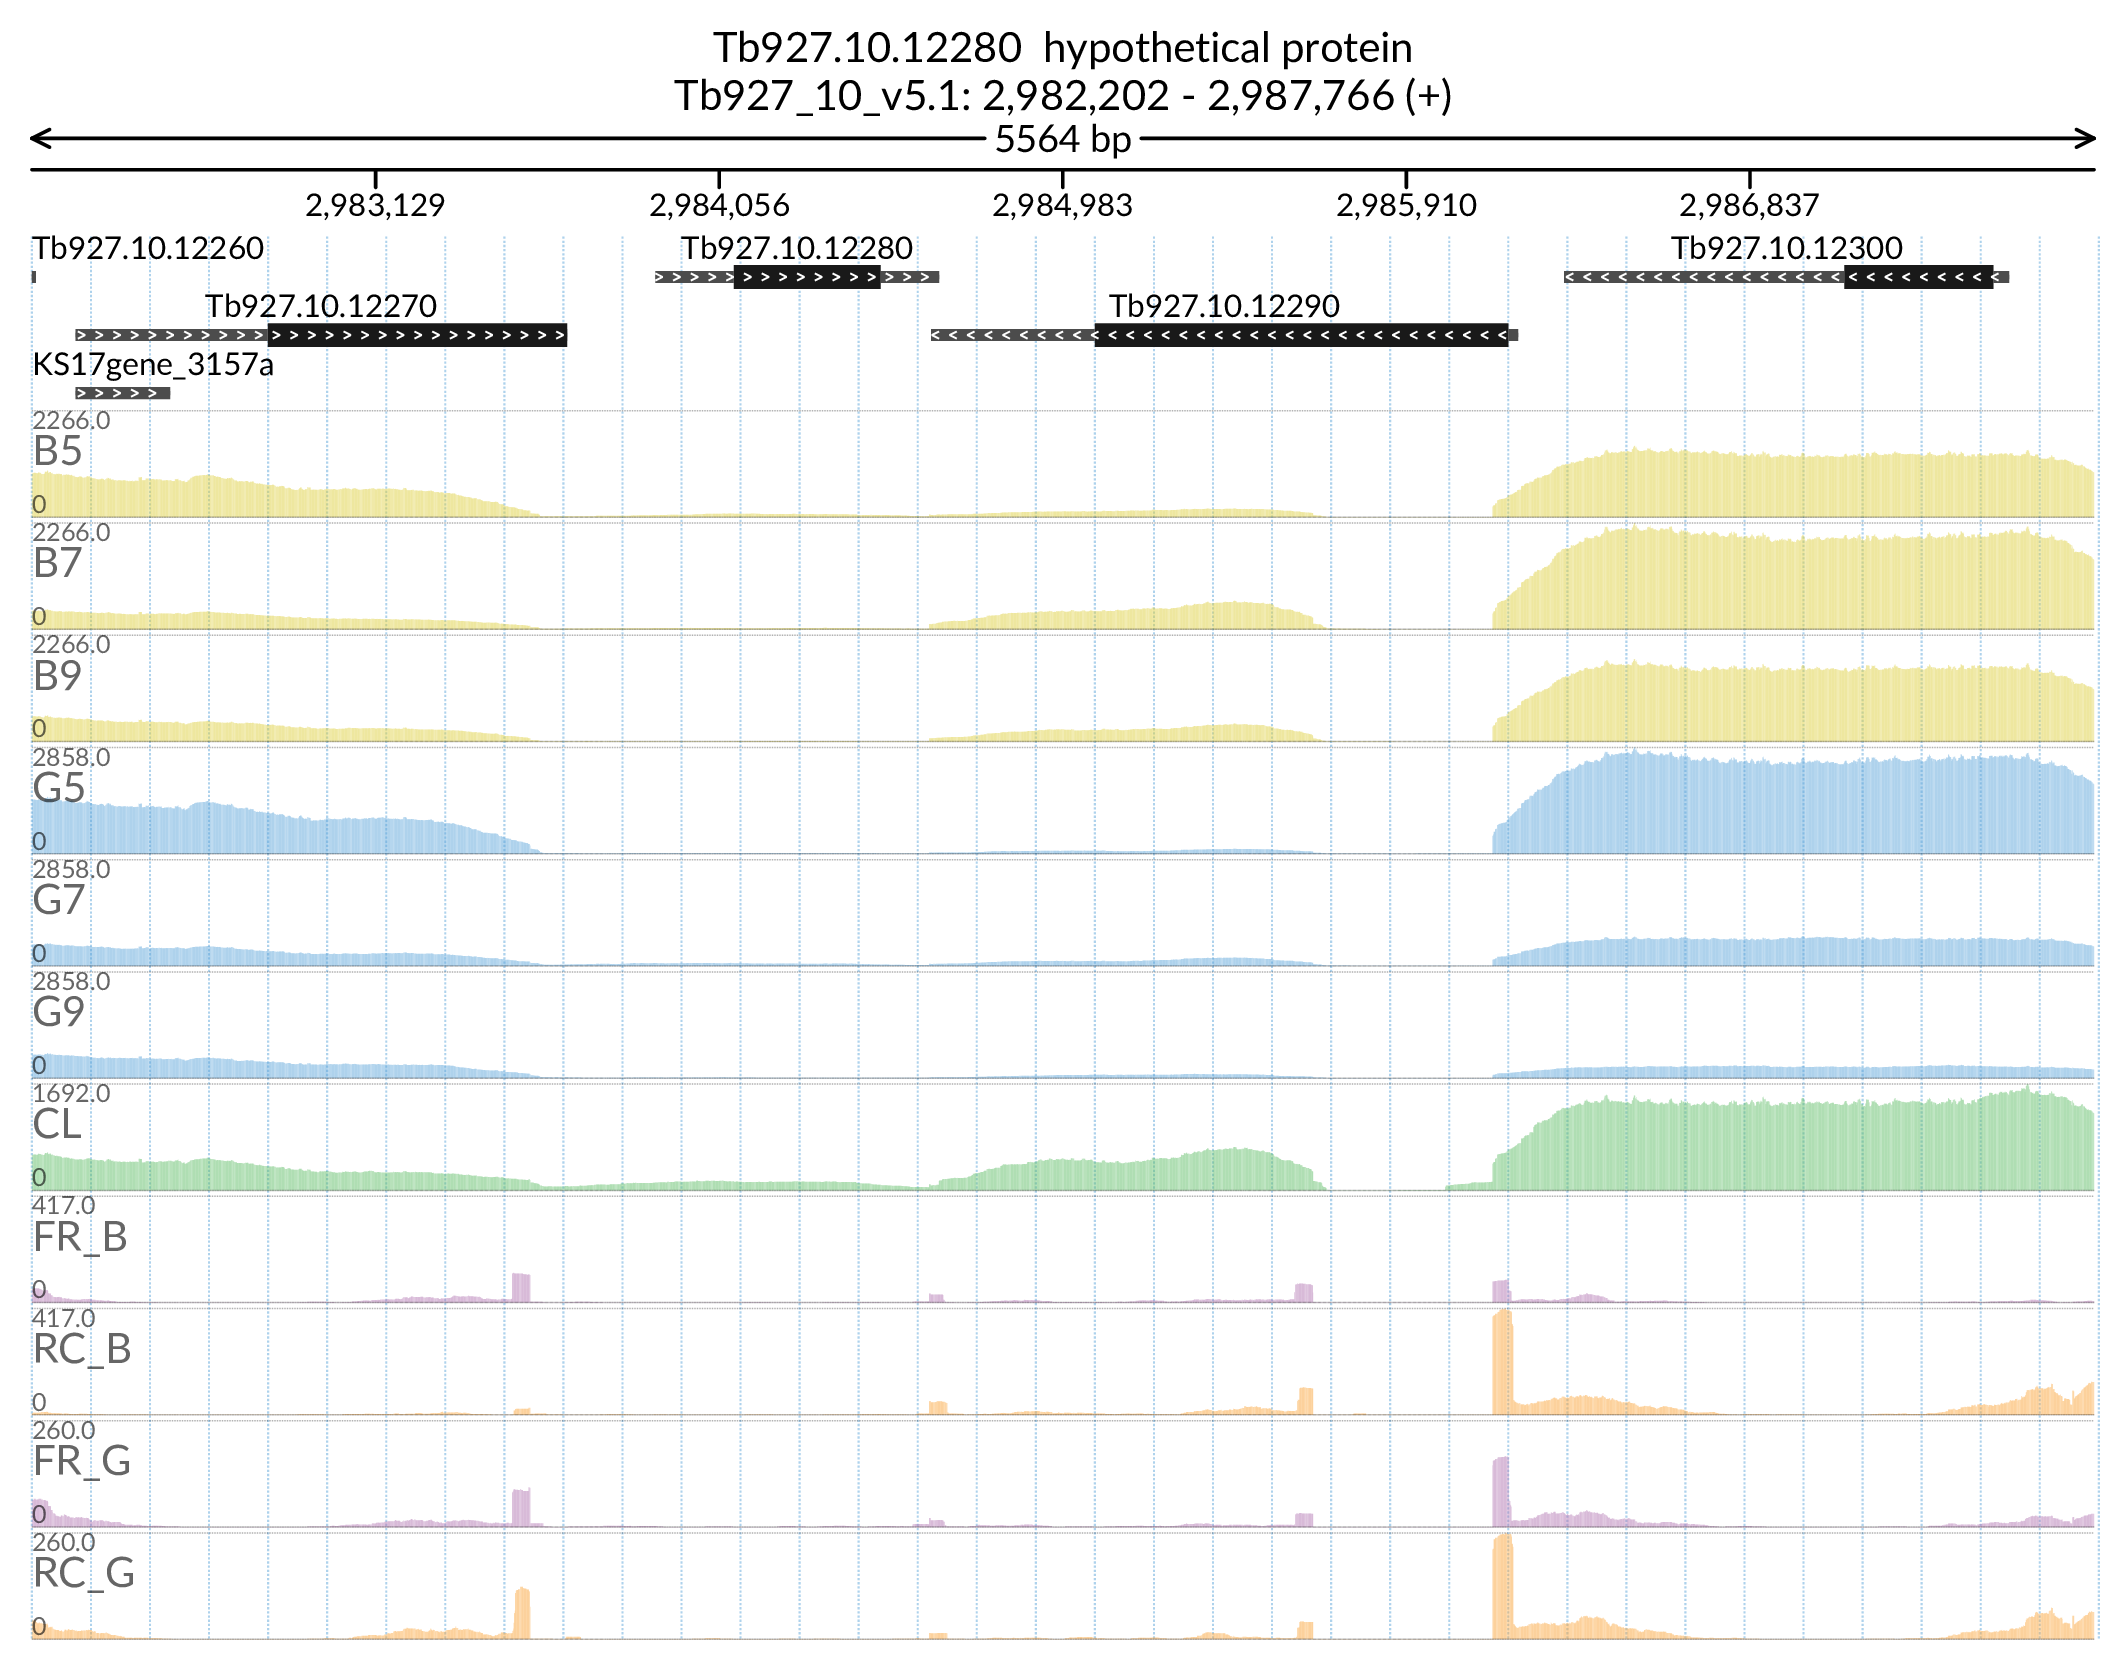 Tb927.10.12280  hypothetical protein
Tb927_10_v5.1: 2,982,202 - 2,987,766 (+)
5564 bp
2,983,129 2,984,056 2,984,983 2,985,910 2,986,837
Tb927.10.12260 Tb927.10.12280 Tb927.10.12300
Tb927.10.12270 Tb927.10.12290
KS17gene_3157a
2266.0
B5
0
2266.0
B7
0
2266.0
B9
0
2858.0
G5
0
2858.0
G7
0
2858.0
G9
0
1692.0
CL
0
417.0
FR_B
0
417.0
RC_B
0
260.0
FR_G
0
260.0
RC_G
0